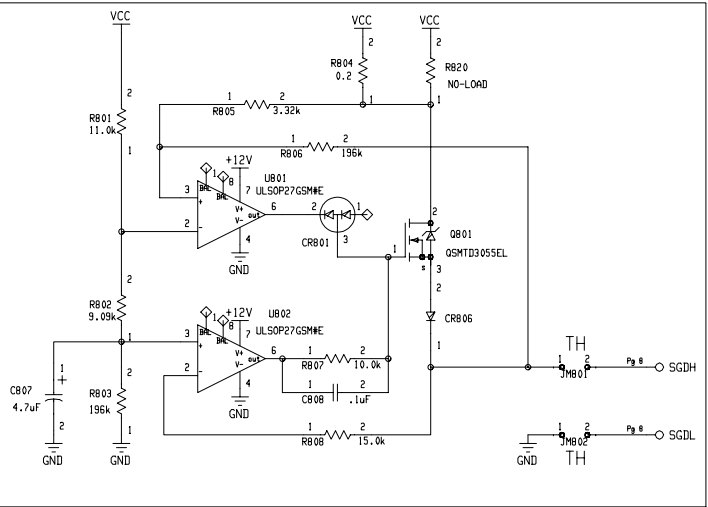 VCC
VCC
VCC
2
2
2
R804
0.2
R820
NO-LOAD
1
1
1
2
R805
3.32k
2
R801
11.0k
1
1
2
R806
196k
+12V
U801
ULSOP27GSM#E
BAL
1
BAL
8
7
3
+
V+
out
6
2
-
V-
4
GND
2
1
3
CR801
2
1
Q801
QSMTD3055EL
s
3
2
R802
9.09k
1
+12V
U802
ULSOP27GSM#E
BAL
1
BAL
8
7
3
+
V+
out
6
2
-
V-
4
GND
1
2
R807
10.0k
1
2
C808
.1uF
2
CR806
1
TH
1
2
JM801
Pg 8
SGDH
1
+
C807
4.7uF
2
GND
2
R803
196k
1
GND
1
2
R808
15.0k
1
2
JM802
Pg 8
SGDL
GND
TH